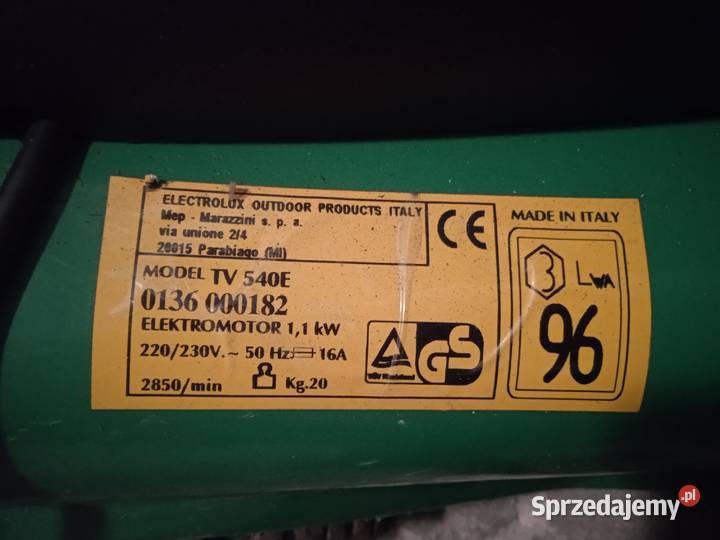 ELECTROLUX OUTDOOR PRODUCTS ITALY
Mep - Marazzini s. p. a.
via unione 2/4
20015 Parabiago (MI)
CE
MADE IN ITALY
MODEL TV 540E
0136 000182
ELEKTROMOTOR 1,1 kW
220/230V.~ 50 Hz 16A
2850/min Kg.20
GS
3 LWA
96
Sprzedajemy.pl